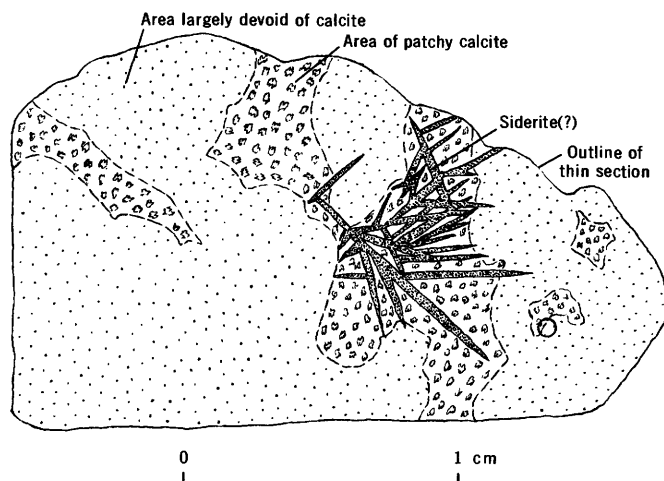 Area largely devoid of calcite
Area of patchy calcite
Siderite(?)
Outline of
thin section
0
1 cm